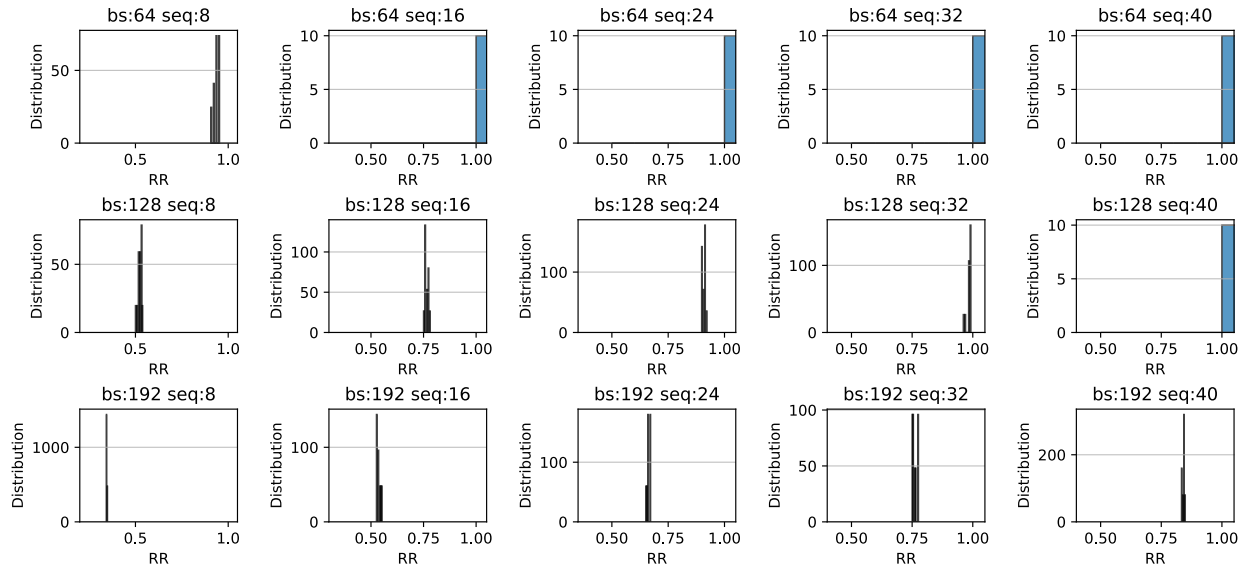 bs:64 seq:8
Distribution
50
0
0.5
1.0
RR
bs:64 seq:16
Distribution
10
5
0
0.50
0.75
1.00
RR
bs:64 seq:24
Distribution
10
5
0
0.50
0.75
1.00
RR
bs:64 seq:32
Distribution
10
5
0
0.50
0.75
1.00
RR
bs:64 seq:40
Distribution
10
5
0
0.50
0.75
1.00
RR
bs:128 seq:8
Distribution
50
0
0.5
1.0
RR
bs:128 seq:16
Distribution
100
50
0
0.50
0.75
1.00
RR
bs:128 seq:24
Distribution
100
0
0.50
0.75
1.00
RR
bs:128 seq:32
Distribution
100
0
0.50
0.75
1.00
RR
bs:128 seq:40
Distribution
10
5
0
0.50
0.75
1.00
RR
bs:192 seq:8
Distribution
1000
0
0.5
1.0
RR
bs:192 seq:16
Distribution
100
0
0.50
0.75
1.00
RR
bs:192 seq:24
Distribution
100
0
0.50
0.75
1.00
RR
bs:192 seq:32
Distribution
100
50
0
0.50
0.75
1.00
RR
bs:192 seq:40
Distribution
200
0
0.50
0.75
1.00
RR